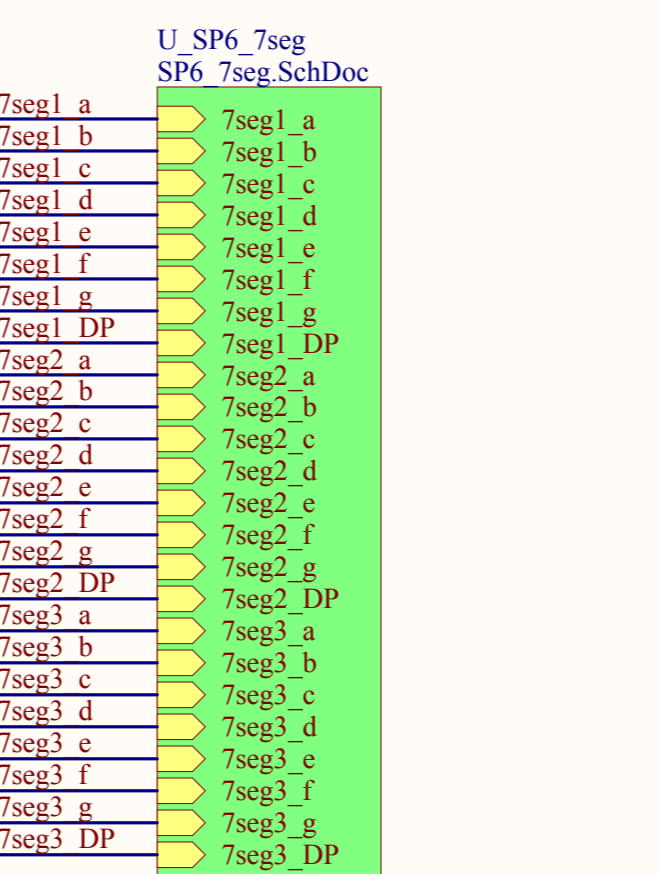 U_SP6_7seg
SP6_7seg.SchDoc
7seg1_a 7seg1_a
7seg1_b 7seg1_b
7seg1_c 7seg1_c
7seg1_d 7seg1_d
7seg1_e 7seg1_e
7seg1_f 7seg1_f
7seg1_g 7seg1_g
7seg1_DP 7seg1_DP
7seg2_a 7seg2_a
7seg2_b 7seg2_b
7seg2_c 7seg2_c
7seg2_d 7seg2_d
7seg2_e 7seg2_e
7seg2_f 7seg2_f
7seg2_g 7seg2_g
7seg2_DP 7seg2_DP
7seg3_a 7seg3_a
7seg3_b 7seg3_b
7seg3_c 7seg3_c
7seg3_d 7seg3_d
7seg3_e 7seg3_e
7seg3_f 7seg3_f
7seg3_g 7seg3_g
7seg3_DP 7seg3_DP